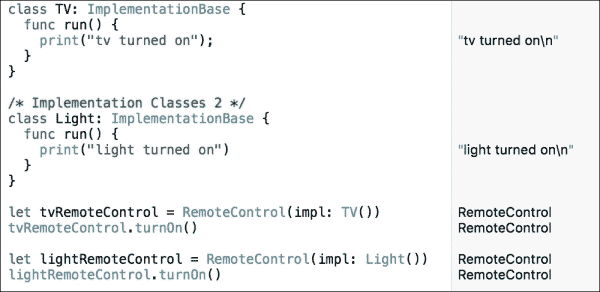 class TV: ImplementationBase {
  func run() {
    print("tv turned on");                                "tv turned on\n"
  }
}
/* Implementation Classes 2 */
class Light: ImplementationBase {
  func run() {
    print("light turned on")                              "light turned on\n"
  }
}
let tvRemoteControl = RemoteControl(impl: TV())           RemoteControl
tvRemoteControl.turnOn()                                  RemoteControl
let lightRemoteControl = RemoteControl(impl: Light())     RemoteControl
lightRemoteControl.turnOn()                               RemoteControl